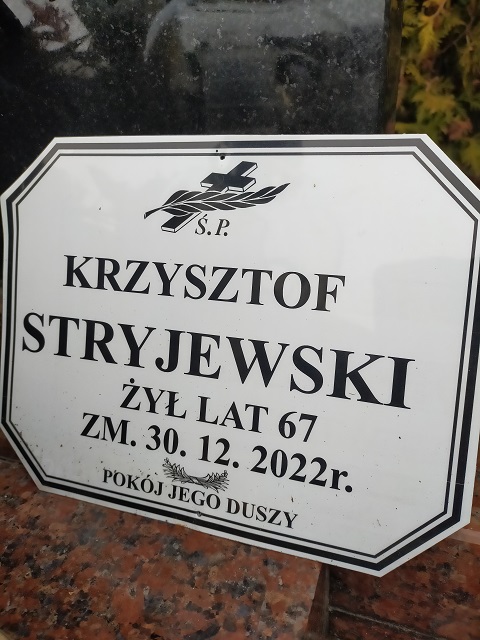 Ś.P.
KRZYSZTOF
STRYJEWSKI
ŻYŁ LAT 67
ZM. 30. 12. 2022r.
POKÓJ JEGO DUSZY